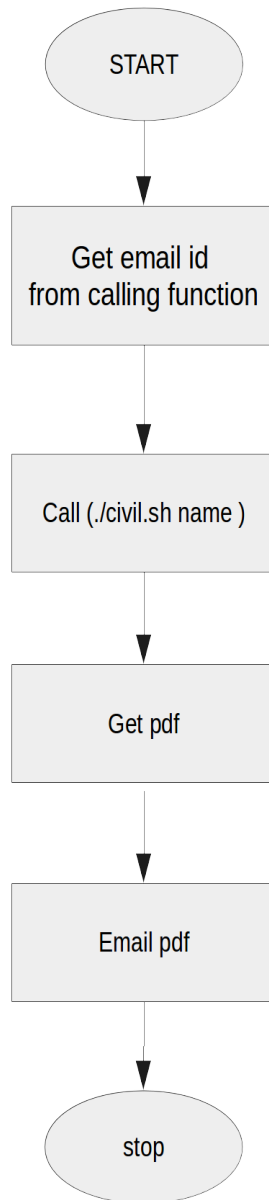 START
Get email id
from calling function
Call (./civil.sh name )
Get pdf
Email pdf
stop